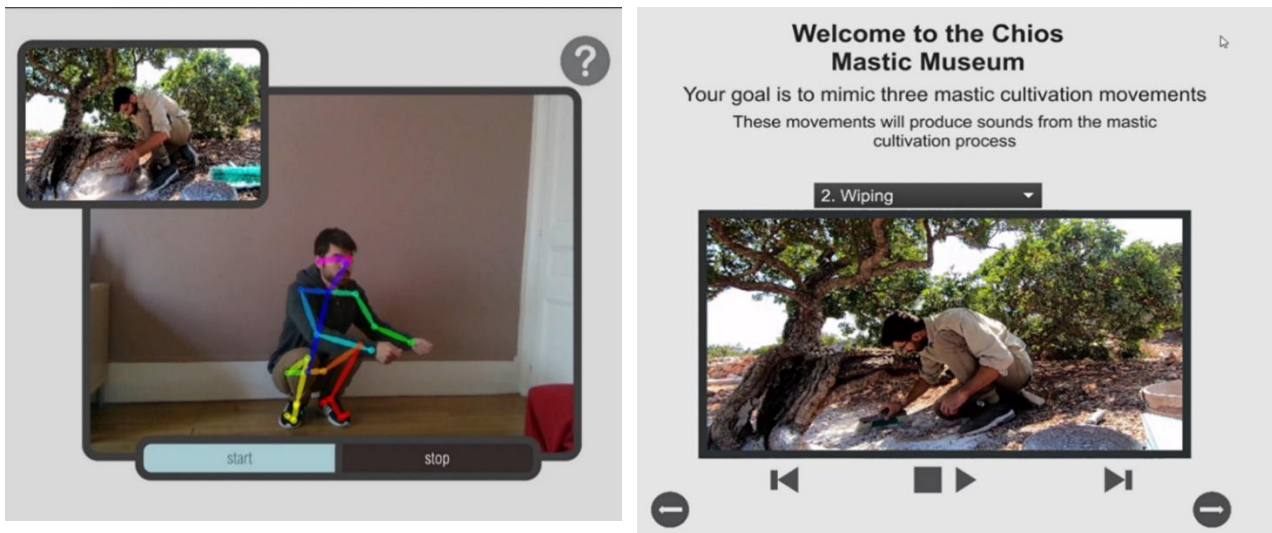 ?
start
stop
Welcome to the Chios
Mastic Museum
Your goal is to mimic three mastic cultivation movements
These movements will produce sounds from the mastic
cultivation process
2. Wiping